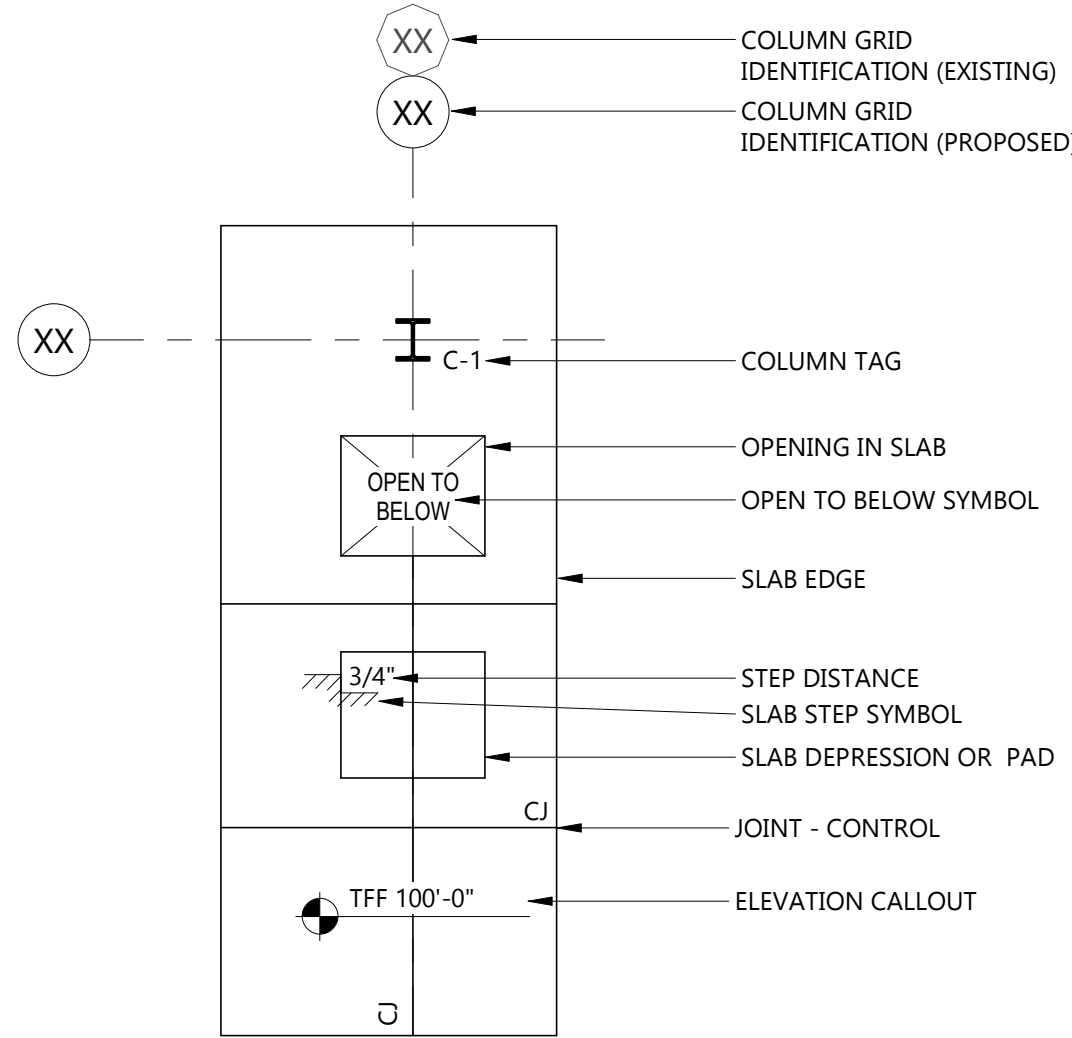 XX
COLUMN GRID
IDENTIFICATION (EXISTING)
XX
COLUMN GRID
IDENTIFICATION (PROPOSED)
XX
C-1
COLUMN TAG
OPENING IN SLAB
OPEN TO
BELOW
OPEN TO BELOW SYMBOL
SLAB EDGE
3/4"
STEP DISTANCE
SLAB STEP SYMBOL
SLAB DEPRESSION OR PAD
CJ
JOINT - CONTROL
TFF 100'-0"
ELEVATION CALLOUT
CJ